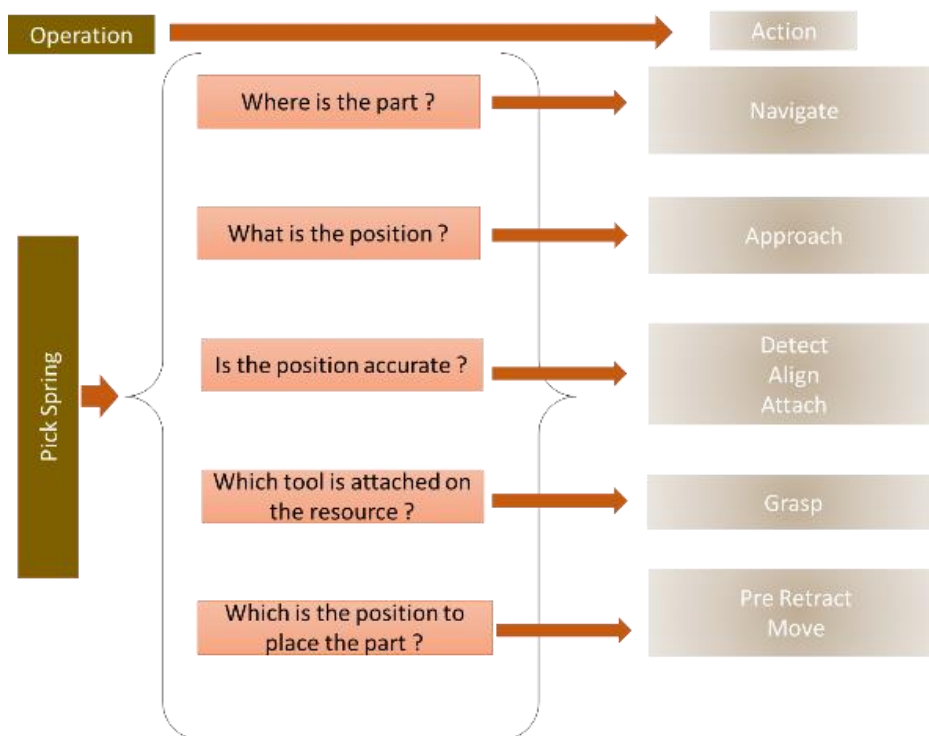 Operation
Action
Where is the part ?
Navigate
What is the position ?
Approach
Pick Spring
Is the position accurate ?
Detect
Align
Attach
Which tool is attached on
the resource ?
Grasp
Which is the position to
place the part ?
Pre Retract
Move